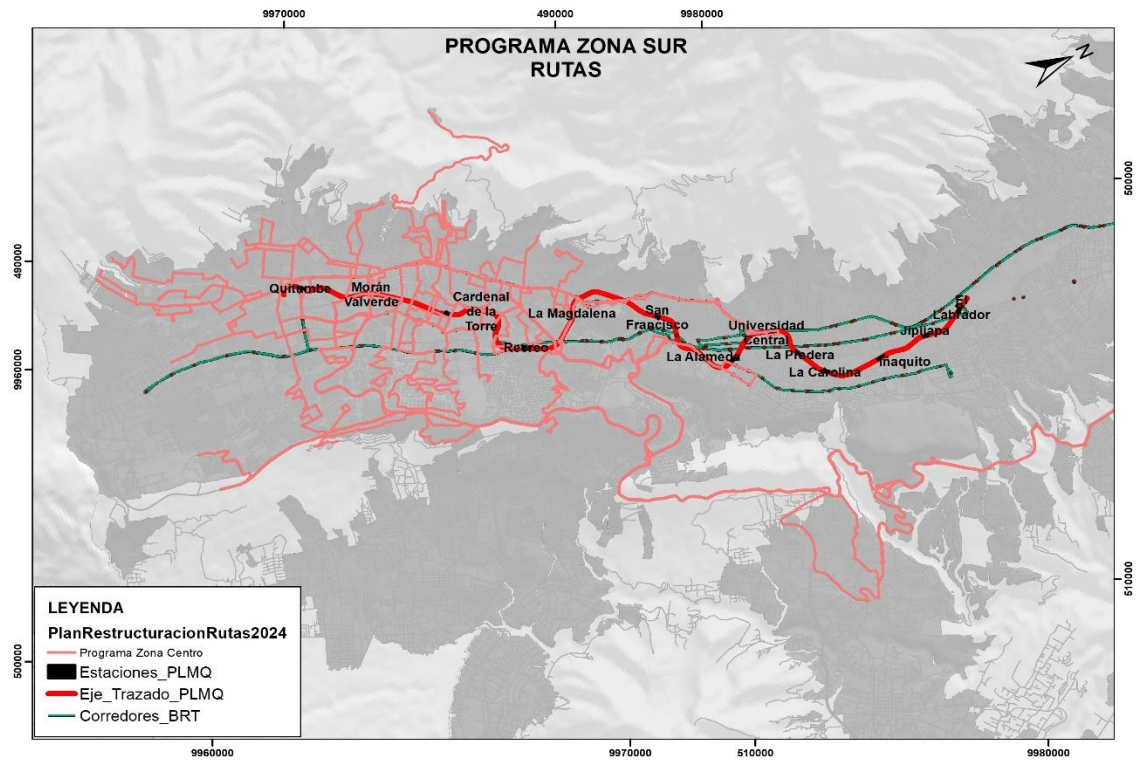 9970000
490000
9980000
PROGRAMA ZONA SUR
RUTAS
N
500000
490000
Quitumbe
Morán
Valverde
Cardenal
de la
Torre
Recreo
La Magdalena
San
Francisco
La Alameda
Universidad
Central
La Pradera
La Carolina
Iñaquito
Jipijapa
El
Labrador
9960000
510000
500000
LEYENDA
PlanRestructuracionRutas2024
Programa Zona Centro
Estaciones_PLMQ
Eje_Trazado_PLMQ
Corredores_BRT
9960000
9970000
510000
9980000